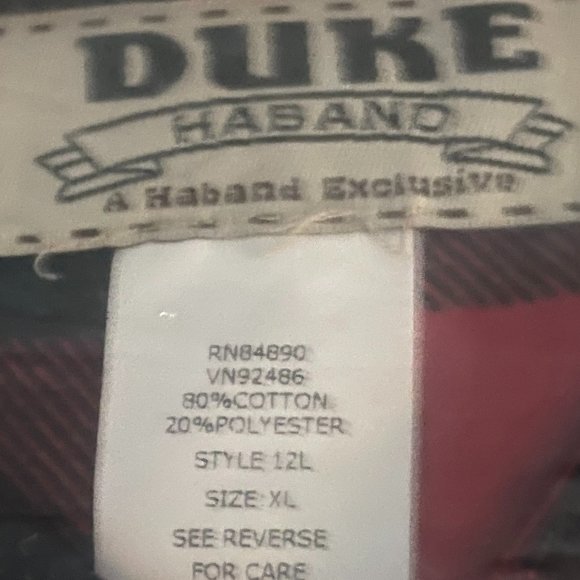 DUKE
HABAND
A Haband Exclusive
RN84890
VN92486
80%COTTON
20%POLYESTER
STYLE 12L
SIZE: XL
SEE REVERSE
FOR CARE